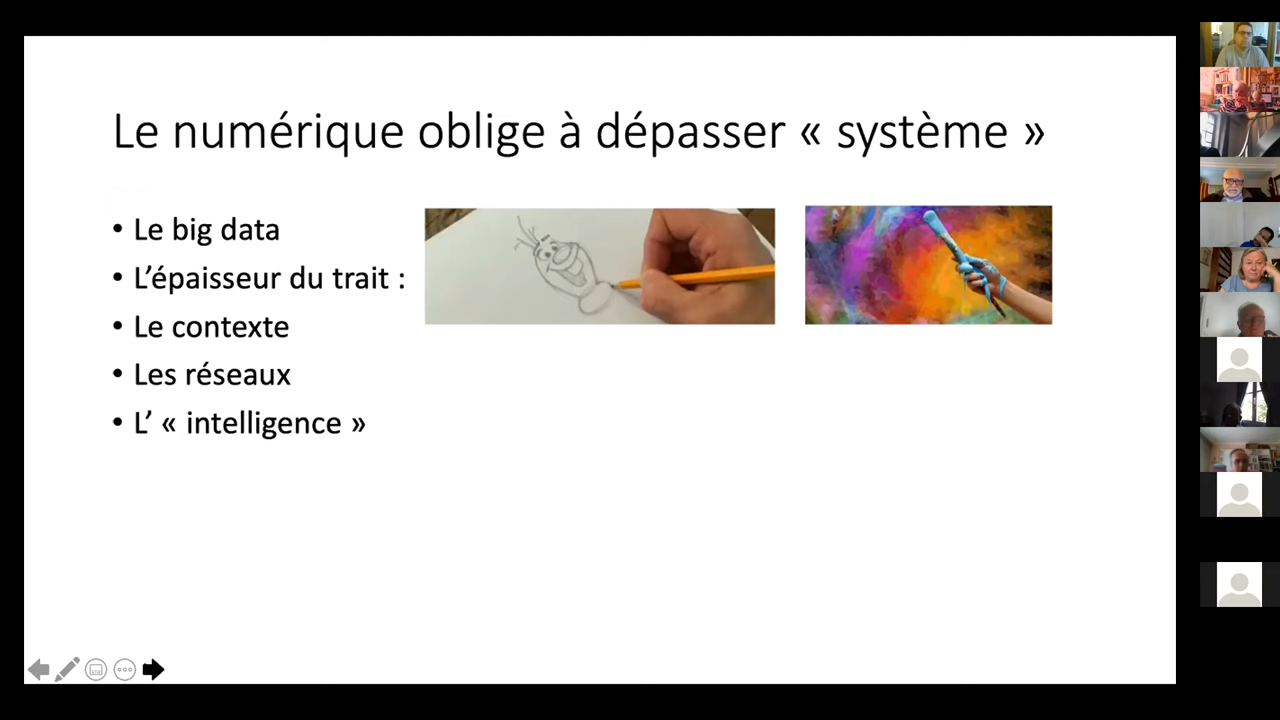 Le numérique oblige à dépasser « système »
• Le big data
• L’épaisseur du trait :
• Le contexte
• Les réseaux
• L’ « intelligence »